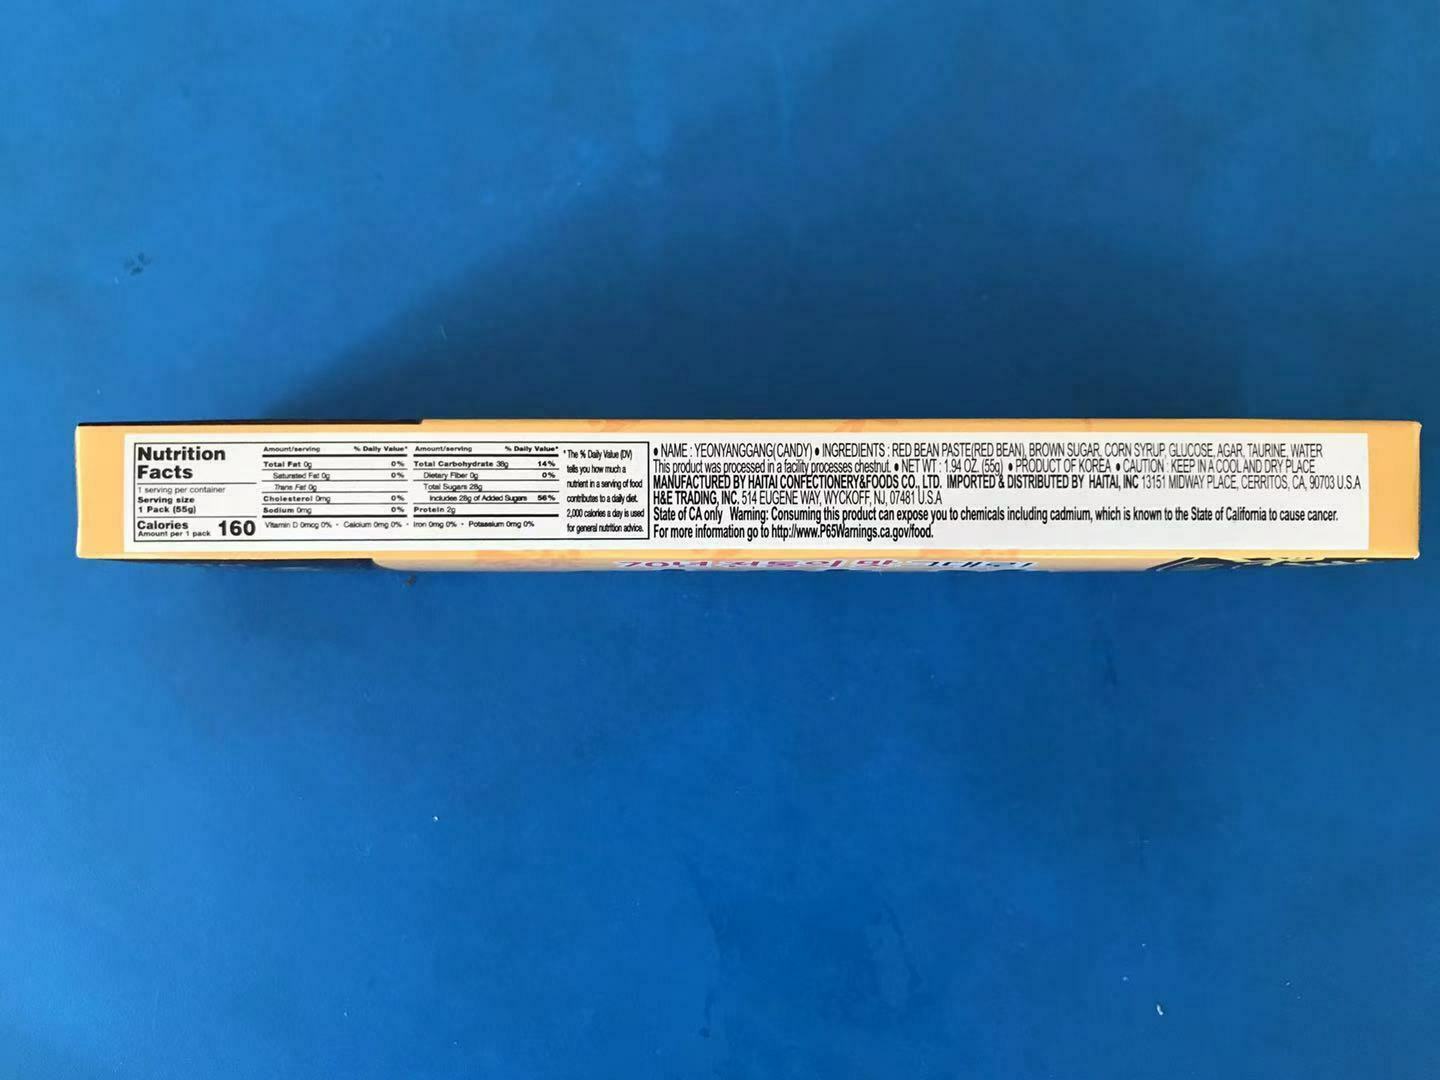 Nutrition
Facts
1 serving per container
Serving size
1 Pack (55g)
Calories 160
Amount per 1 pack
Amount/serving % Daily Value*
Total Fat 0g 0%
Saturated Fat 0g 0%
Trans Fat 0g
Cholesterol 0mg 0%
Sodium 0mg 0%
Amount/serving % Daily Value*
Total Carbohydrate 38g 14%
Dietary Fiber 0g 0%
Total Sugars 28g
Includes 28g of Added Sugars 56%
Protein 2g
Vitamin D 0mcg 0% • Calcium 0mg 0% • Iron 0mg 0% • Potassium 0mg 0%
* The % Daily Value (DV)
tells you how much a
nutrient in a serving of food
contributes to a daily diet.
2,000 calories a day is used
for general nutrition advice.
• NAME : YEONYANGGANG(CANDY) • INGREDIENTS : RED BEAN PASTE(RED BEAN), BROWN SUGAR, CORN SYRUP, GLUCOSE, AGAR, TAURINE, WATER
This product was processed in a facility processes chestnut. • NET WT : 1.94 OZ. (55g) • PRODUCT OF KOREA • CAUTION : KEEP IN A COOL AND DRY PLACE
MANUFACTURED BY HAITAI CONFECTIONERY&FOODS CO., LTD. IMPORTED & DISTRIBUTED BY HAITAI, INC 13151 MIDWAY PLACE, CERRITOS, CA, 90703 U.S.A
H&E TRADING, INC. 514 EUGENE WAY, WYCKOFF, NJ, 07481 U.S.A
State of CA only Warning: Consuming this product can expose you to chemicals including cadmium, which is known to the State of California to cause cancer.
For more information go to http://www.P65Warnings.ca.gov/food.